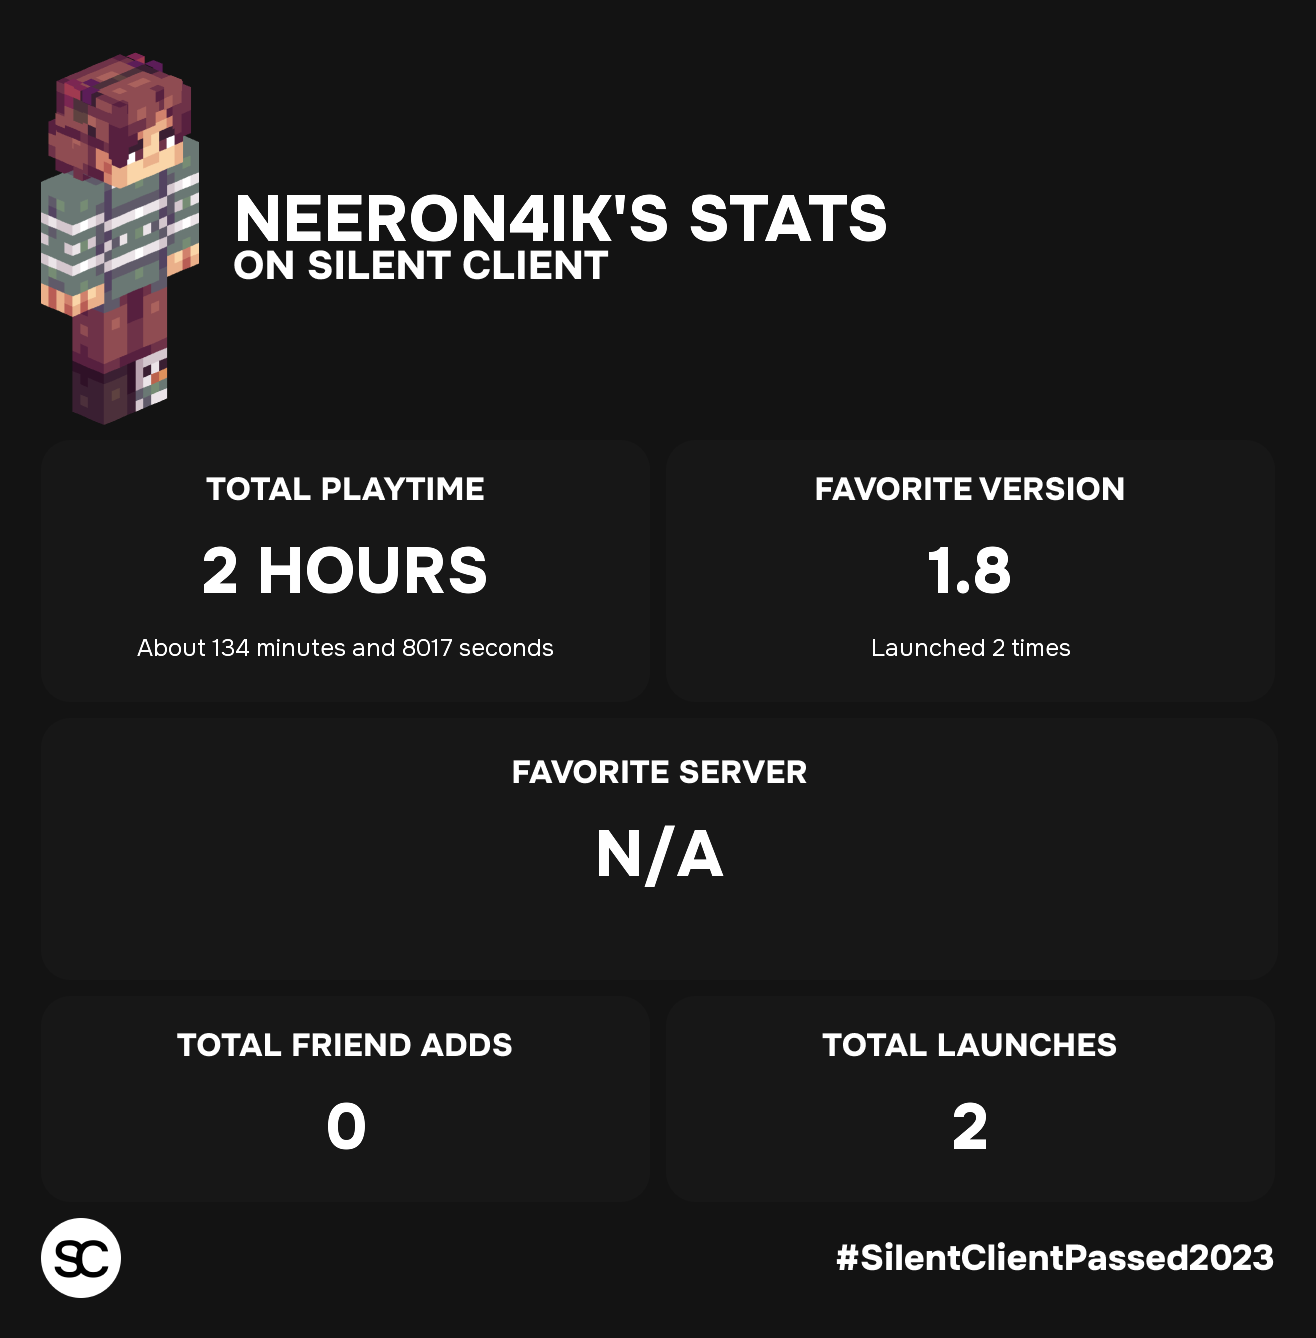 NEERON4IK'S STATS
ON SILENT CLIENT
TOTAL PLAYTIME
2 HOURS
About 134 minutes and 8017 seconds
FAVORITE VERSION
1.8
Launched 2 times
FAVORITE SERVER
N/A
TOTAL FRIEND ADDS
0
TOTAL LAUNCHES
2
SC
#SilentClientPassed2023